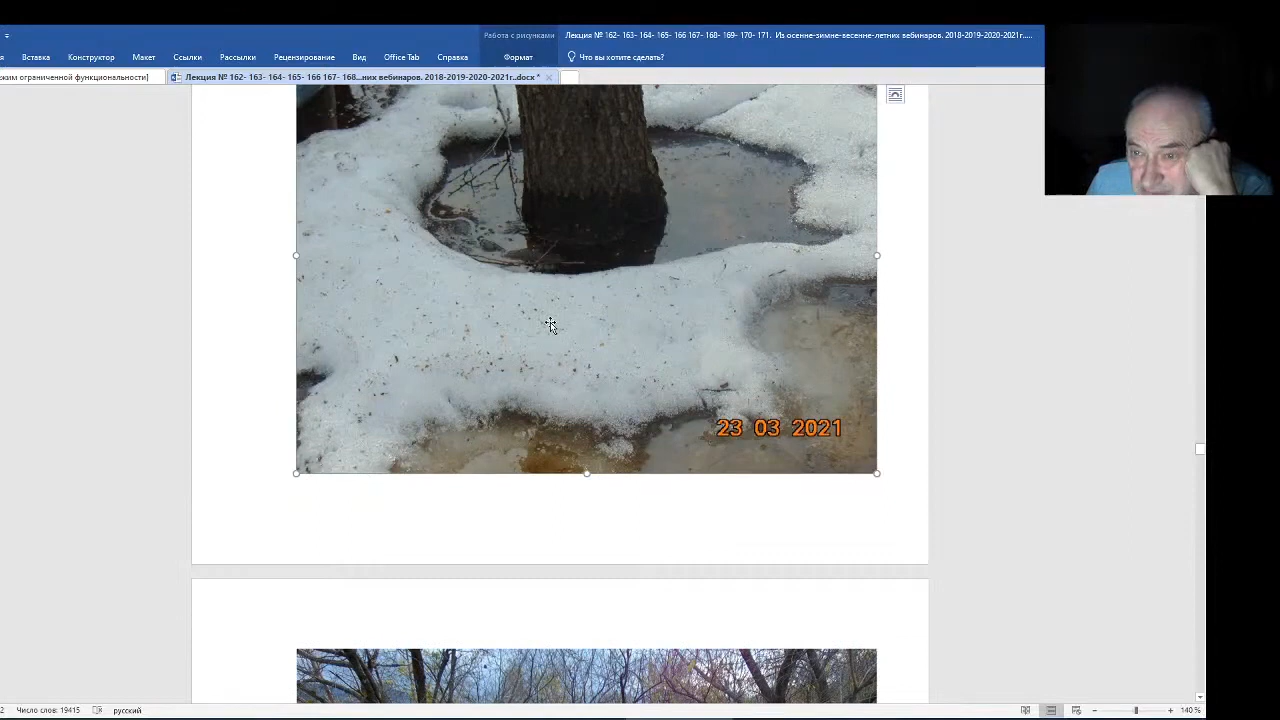 Работа с рисунками
Лекция № 162- 163- 164- 165- 166 167- 168- 169- 170- 171. Из осенне-зимне-весенне-летних вебинаров. 2018-2019-2020-2021г.....
Вставка Конструктор Макет Ссылки Рассылки Рецензирование Вид Office Tab Справка Формат Что вы хотите сделать?
жим ограниченной функциональности]
Лекция № 162- 163- 164- 165- 166 167- 168...них вебинаров. 2018-2019-2020-2021г..docx *
23 03 2021
2 Число слов: 19415 русский
140 %